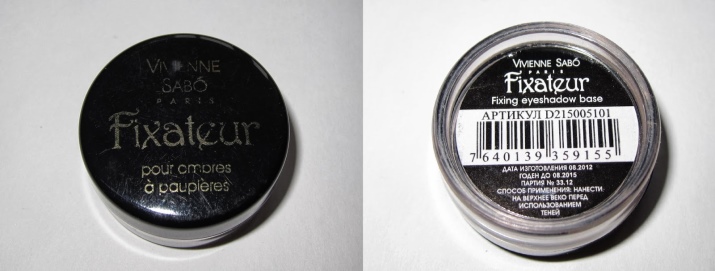 VIVIENNE
SABÓ
PARIS
Fixateur
pour ombres
à paupières
VIVIENNE SABÓ
PARIS
Fixateur
Fixing eyeshadow base
АРТИКУЛ D215005101
7 640139 359155
ДАТА ИЗГОТОВЛЕНИЯ 08.2012
ГОДЕН ДО 08.2015
ПАРТИЯ № 33.12
СПОСОБ ПРИМЕНЕНИЯ: НАНЕСТИ
НА ВЕРХНЕЕ ВЕКО ПЕРЕД
ИСПОЛЬЗОВАНИЕМ
ТЕНЕЙ